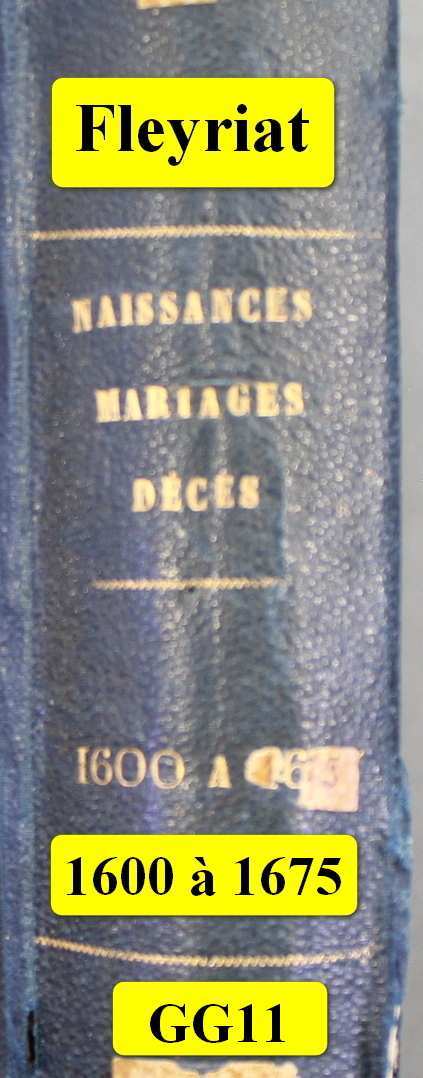 Fleyriat
NAISSANCES
MARIAGES
DÉCÈS
1600 A
1600 à 1675
GG11